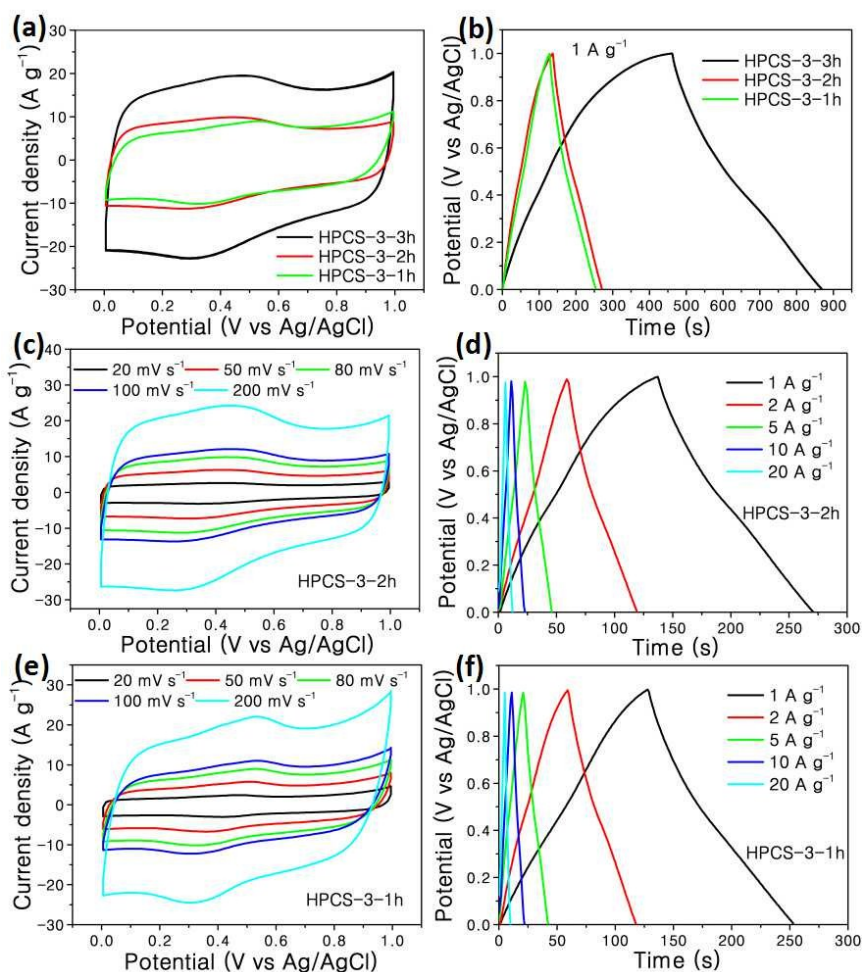 (a)
30
20
10
0
-10
-20
-30
Current density (A g⁻¹)
HPCS-3-3h
HPCS-3-2h
HPCS-3-1h
0.0 0.2 0.4 0.6 0.8 1.0
Potential (V vs Ag/AgCl)
(b)
1 A g⁻¹
HPCS-3-3h
HPCS-3-2h
HPCS-3-1h
1.0
0.8
0.6
0.4
0.2
0.0
Potential (V vs Ag/AgCl)
0 100 200 300 400 500 600 700 800 900
Time (s)
(c)
40
30
20
10
0
-10
-20
-30
Current density (A g⁻¹)
20 mV s⁻¹ 50 mV s⁻¹ 80 mV s⁻¹
100 mV s⁻¹ 200 mV s⁻¹
HPCS-3-2h
0.0 0.2 0.4 0.6 0.8 1.0
Potential (V vs Ag/AgCl)
(d)
1 A g⁻¹
2 A g⁻¹
5 A g⁻¹
10 A g⁻¹
20 A g⁻¹
HPCS-3-2h
1.0
0.8
0.6
0.4
0.2
0.0
Potential (V vs Ag/AgCl)
0 50 100 150 200 250 300
Time (s)
(e)
30
20
10
0
-10
-20
-30
Current density (A g⁻¹)
20 mV s⁻¹ 50 mV s⁻¹ 80 mV s⁻¹
100 mV s⁻¹ 200 mV s⁻¹
HPCS-3-1h
0.0 0.2 0.4 0.6 0.8 1.0
Potential (V vs Ag/AgCl)
(f)
1 A g⁻¹
2 A g⁻¹
5 A g⁻¹
10 A g⁻¹
20 A g⁻¹
HPCS-3-1h
1.0
0.8
0.6
0.4
0.2
0.0
Potential (V vs Ag/AgCl)
0 50 100 150 200 250 300
Time (s)